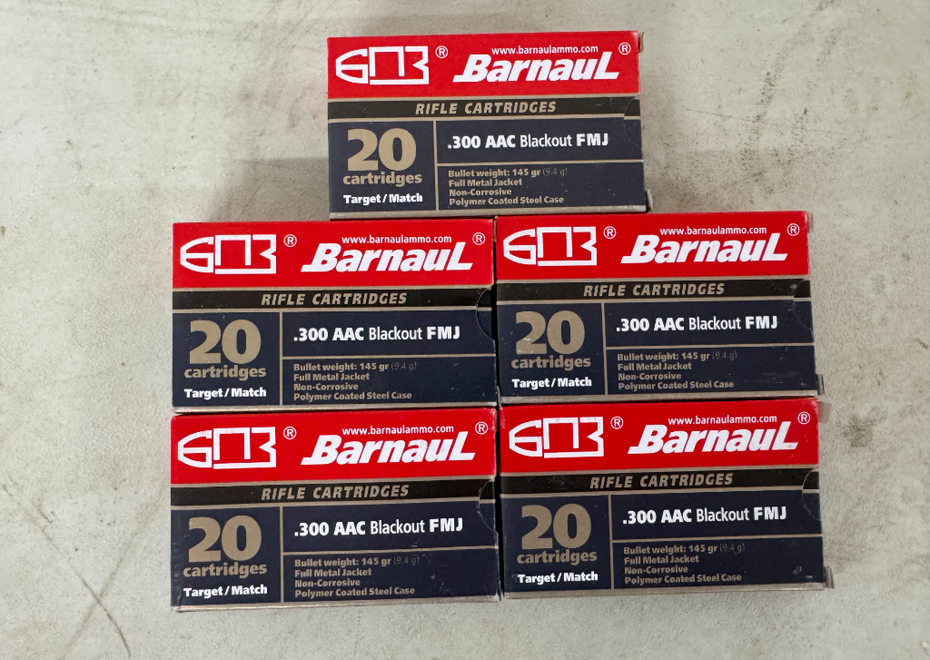 БПЗ ® www.barnaulammo.com
BarnauL ®
RIFLE CARTRIDGES
20
cartridges
Target/Match
.300 AAC Blackout FMJ
Bullet weight: 145 gr (9.4 g)
Full Metal Jacket
Non-Corrosive
Polymer Coated Steel Case
БПЗ ® www.barnaulammo.com
BarnauL ®
RIFLE CARTRIDGES
20
cartridges
Target/Match
.300 AAC Blackout FMJ
Bullet weight: 145 gr (9.4 g)
Full Metal Jacket
Non-Corrosive
Polymer Coated Steel Case
БПЗ ® www.barnaulammo.com
BarnauL ®
RIFLE CARTRIDGES
20
cartridges
Target/Match
.300 AAC Blackout FMJ
Bullet weight: 145 gr (9.4 g)
Full Metal Jacket
Non-Corrosive
Polymer Coated Steel Case
БПЗ ® www.barnaulammo.com
BarnauL ®
RIFLE CARTRIDGES
20
cartridges
Target/Match
.300 AAC Blackout FMJ
Bullet weight: 145 gr (9.4 g)
Full Metal Jacket
Non-Corrosive
Polymer Coated Steel Case
БПЗ ® www.barnaulammo.com
BarnauL ®
RIFLE CARTRIDGES
20
cartridges
Target/Match
.300 AAC Blackout FMJ
Bullet weight: 145 gr (9.4 g)
Full Metal Jacket
Non-Corrosive
Polymer Coated Steel Case